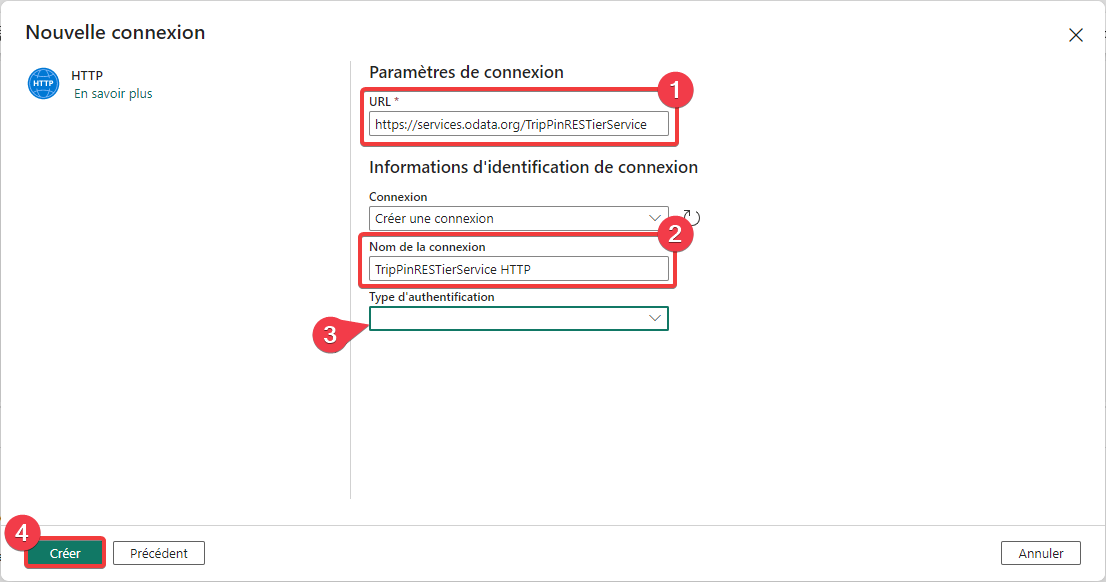 Nouvelle connexion
HTTP
HTTP
En savoir plus
Paramètres de connexion
1
URL *
https://services.odata.org/TripPinRESTierService
Informations d'identification de connexion
Connexion
Créer une connexion
2
Nom de la connexion
TripPinRESTierService HTTP
Type d'authentification
3
4
Créer
Précédent
Annuler